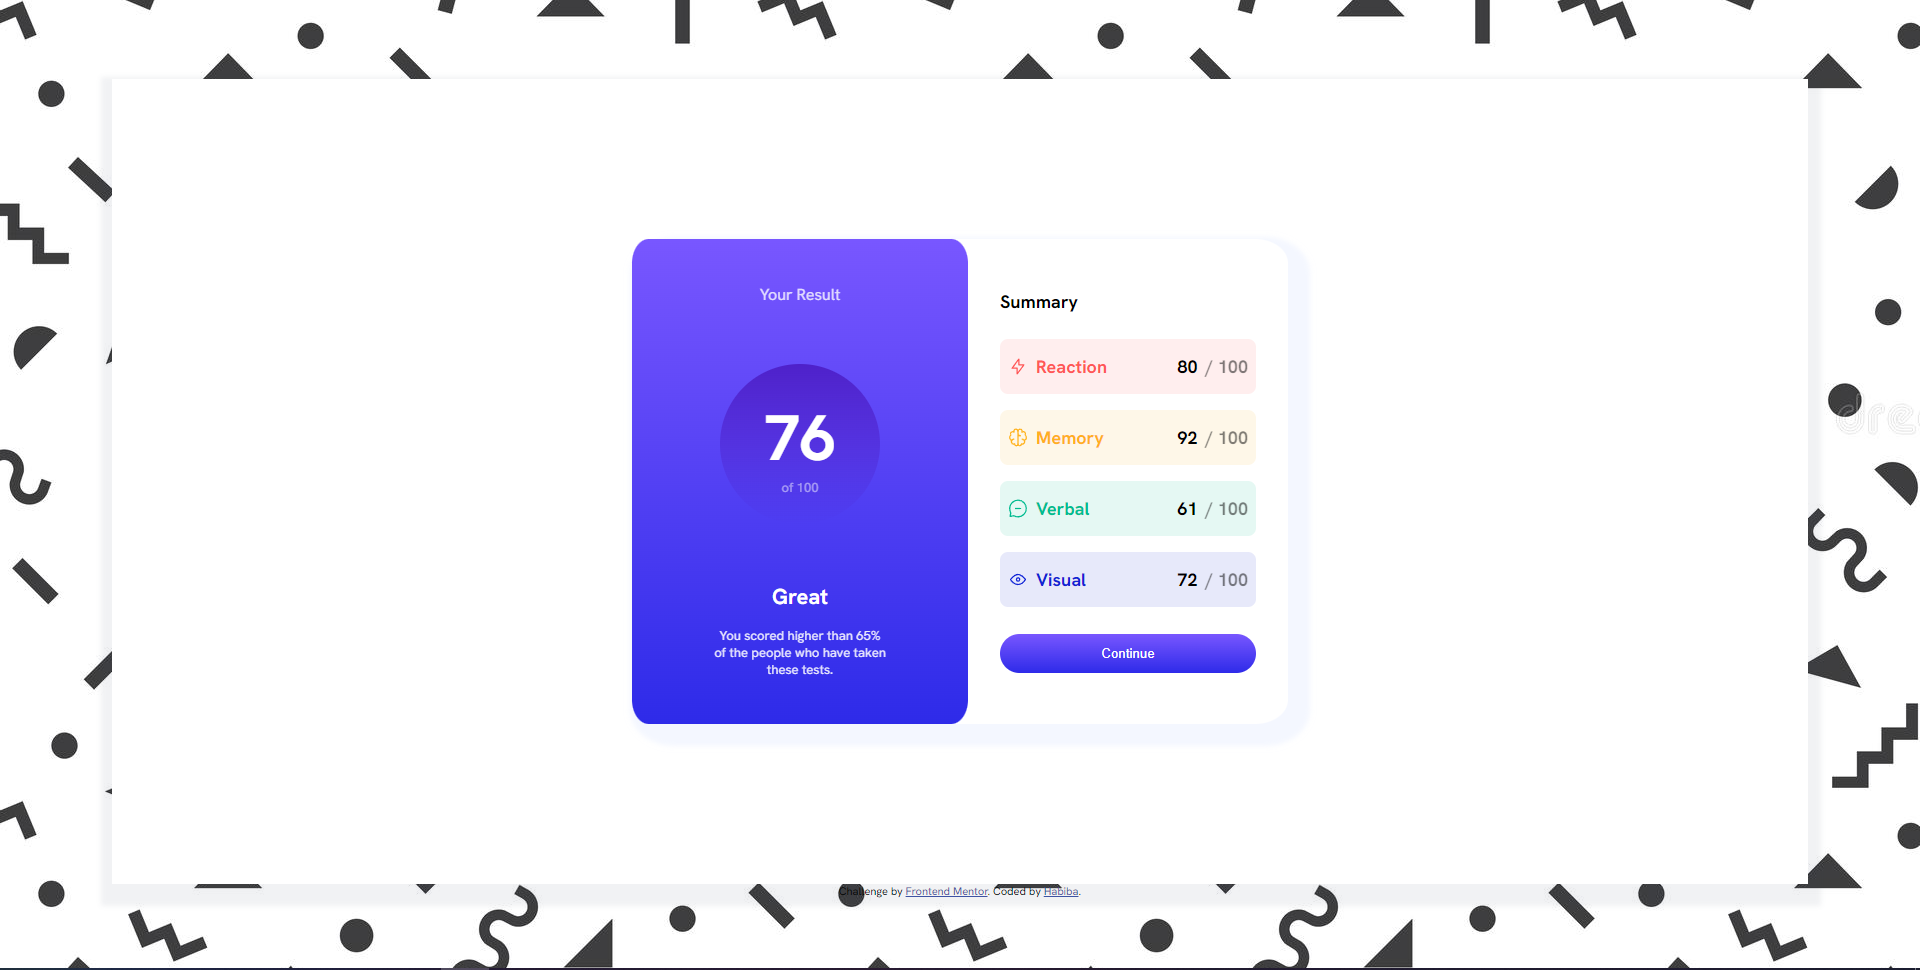 Your Result
76
of 100
Great
You scored higher than 65%
of the people who have taken
these tests.
Summary
Reaction 80 / 100
Memory 92 / 100
Verbal 61 / 100
Visual 72 / 100
Continue
dre
Challenge by Frontend Mentor. Coded by Habiba.